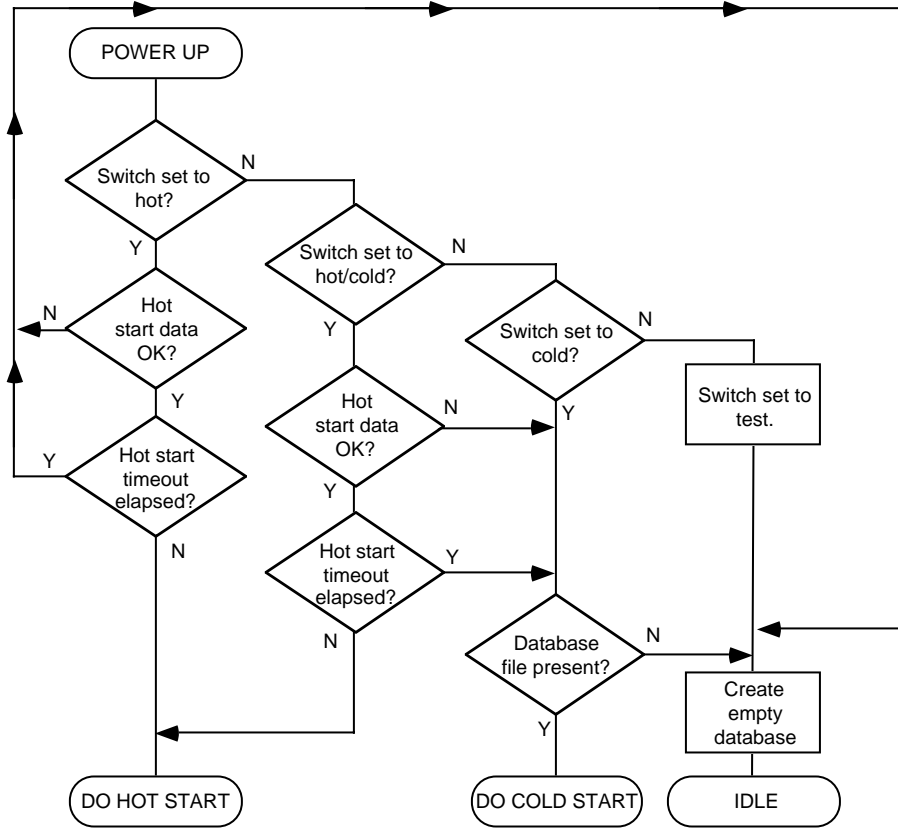 POWER UP
N
Switch set to
hot?
Y
N
Switch set to
hot/cold?
N
Hot
start data
OK?
Y
N
Switch set to
cold?
Y
Switch set to
test.
Y
Hot
start data
OK?
N
Y
Y
Hot start
timeout
elapsed?
N
Y
Hot start
timeout
elapsed?
Y
N
Database
file present?
N
Y
Create
empty
database
DO HOT START
DO COLD START
IDLE